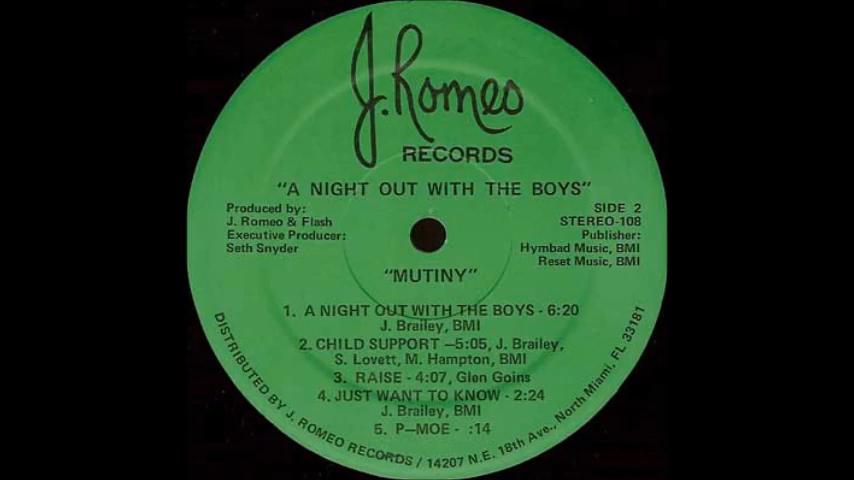 J. Romeo
RECORDS
"A NIGHT OUT WITH THE BOYS"
Produced by:
J. Romeo & Flash
Executive Producer:
Seth Snyder
SIDE 2
STEREO-108
Publisher:
Hymbad Music, BMI
Reset Music, BMI
"MUTINY"
1. A NIGHT OUT WITH THE BOYS - 6:20
J. Brailey, BMI
2. CHILD SUPPORT —5:05, J. Brailey,
S. Lovett, M. Hampton, BMI
3. RAISE - 4:07, Glen Goins
4. JUST WANT TO KNOW - 2:24
J. Brailey, BMI
5. P—MOE - :14
DISTRIBUTED BY J. ROMEO RECORDS / 14207 N.E. 18th Ave., North Miami, FL 33181